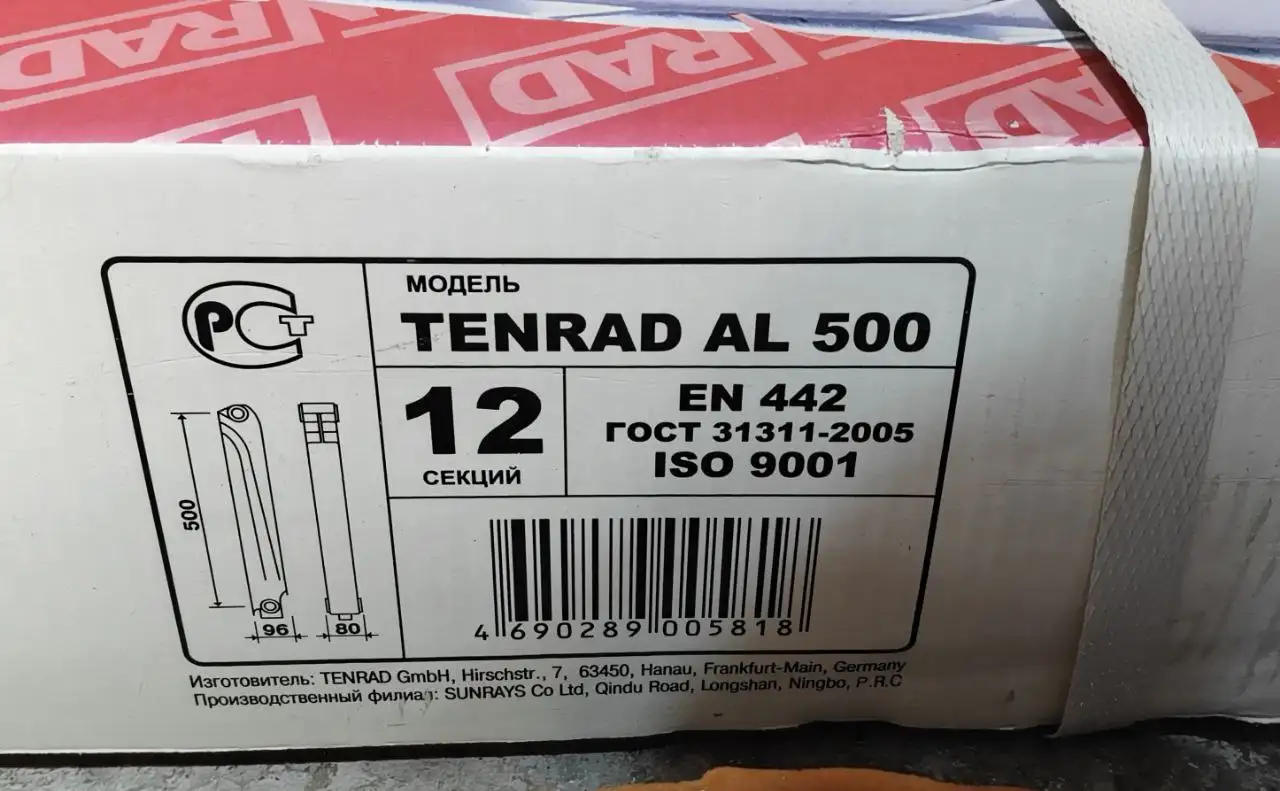 RAD
RAD
RAD
РСТ
МОДЕЛЬ
TENRAD AL 500
12
СЕКЦИЙ
EN 442
ГОСТ 31311-2005
ISO 9001
500
96
80
4 690289 005818
Изготовитель: TENRAD GmbH, Hirschstr., 7, 63450, Hanau, Frankfurt-Main, Germany
Производственный филиал: SUNRAYS Co Ltd, Qindu Road, Longshan, Ningbo, P.R.C